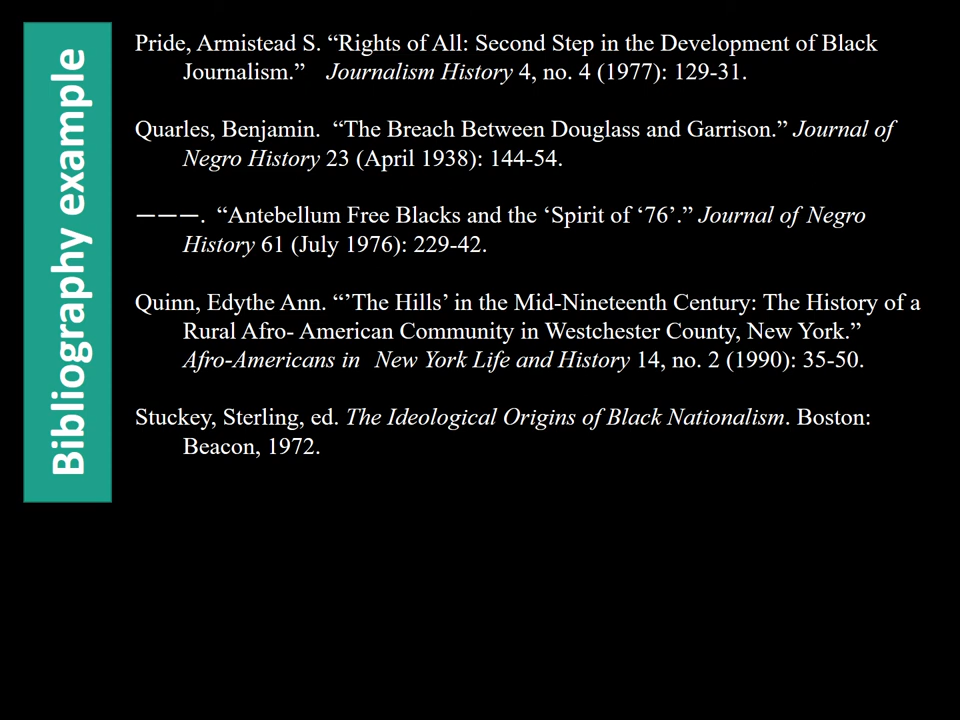 Bibliography example
Pride, Armistead S. “Rights of All: Second Step in the Development of Black
Journalism.” Journalism History 4, no. 4 (1977): 129-31.
Quarles, Benjamin. “The Breach Between Douglass and Garrison.” Journal of
Negro History 23 (April 1938): 144-54.
———. “Antebellum Free Blacks and the ‘Spirit of ‘76’.” Journal of Negro
History 61 (July 1976): 229-42.
Quinn, Edythe Ann. “’The Hills’ in the Mid-Nineteenth Century: The History of a
Rural Afro- American Community in Westchester County, New York.”
Afro-Americans in New York Life and History 14, no. 2 (1990): 35-50.
Stuckey, Sterling, ed. The Ideological Origins of Black Nationalism. Boston:
Beacon, 1972.